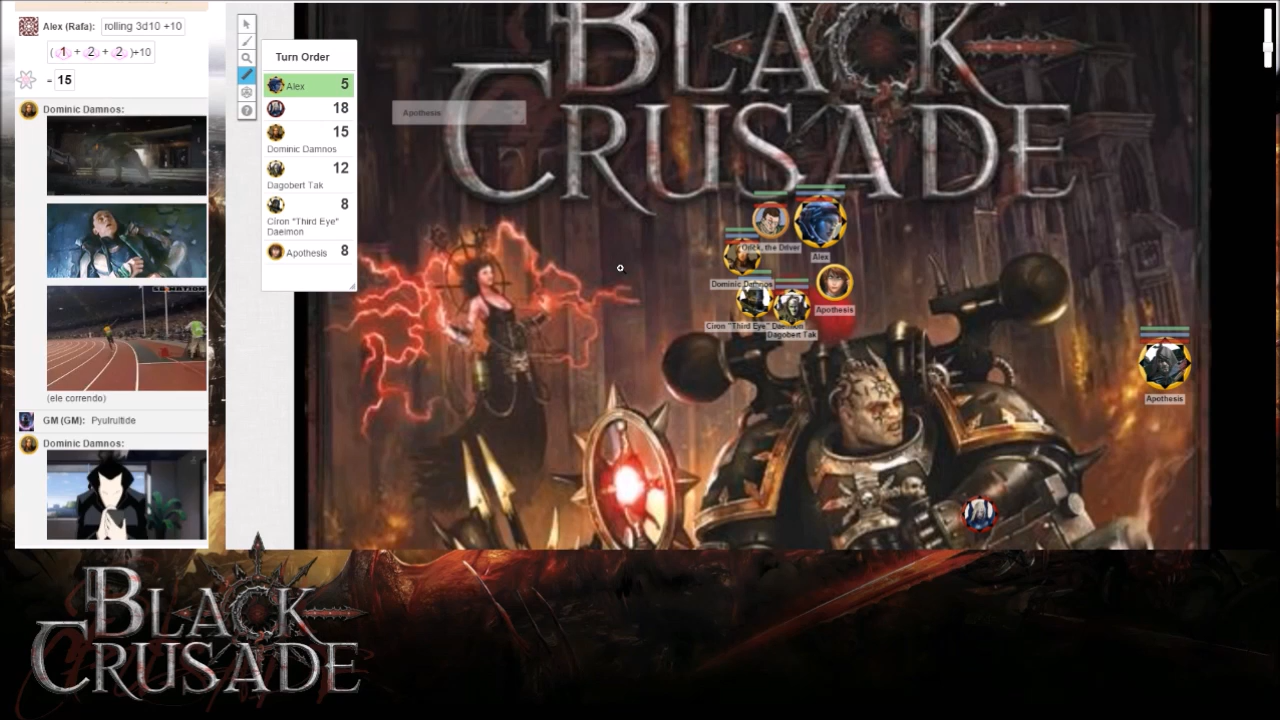 Alex (Rafa): rolling 3d10 +10
(1 + 2 + 2)+10
= 15
Dominic Damnos:
(ele correndo)
GM (GM): Pyulrultide
Dominic Damnos:
Turn Order
Alex 5
18
15
Dominic Damnos
12
Dagobert Tak
8
Ciron "Third Eye"
Daeimon
Apothesis 8
BLACK
CRUSADE
Apothesis
Orick, the Driver
Alex
Dominic Damnos
Apothesis
Ciron "Third Eye" Daeimon
Dagobert Tak
Apothesis
BLACK
CRUSADE